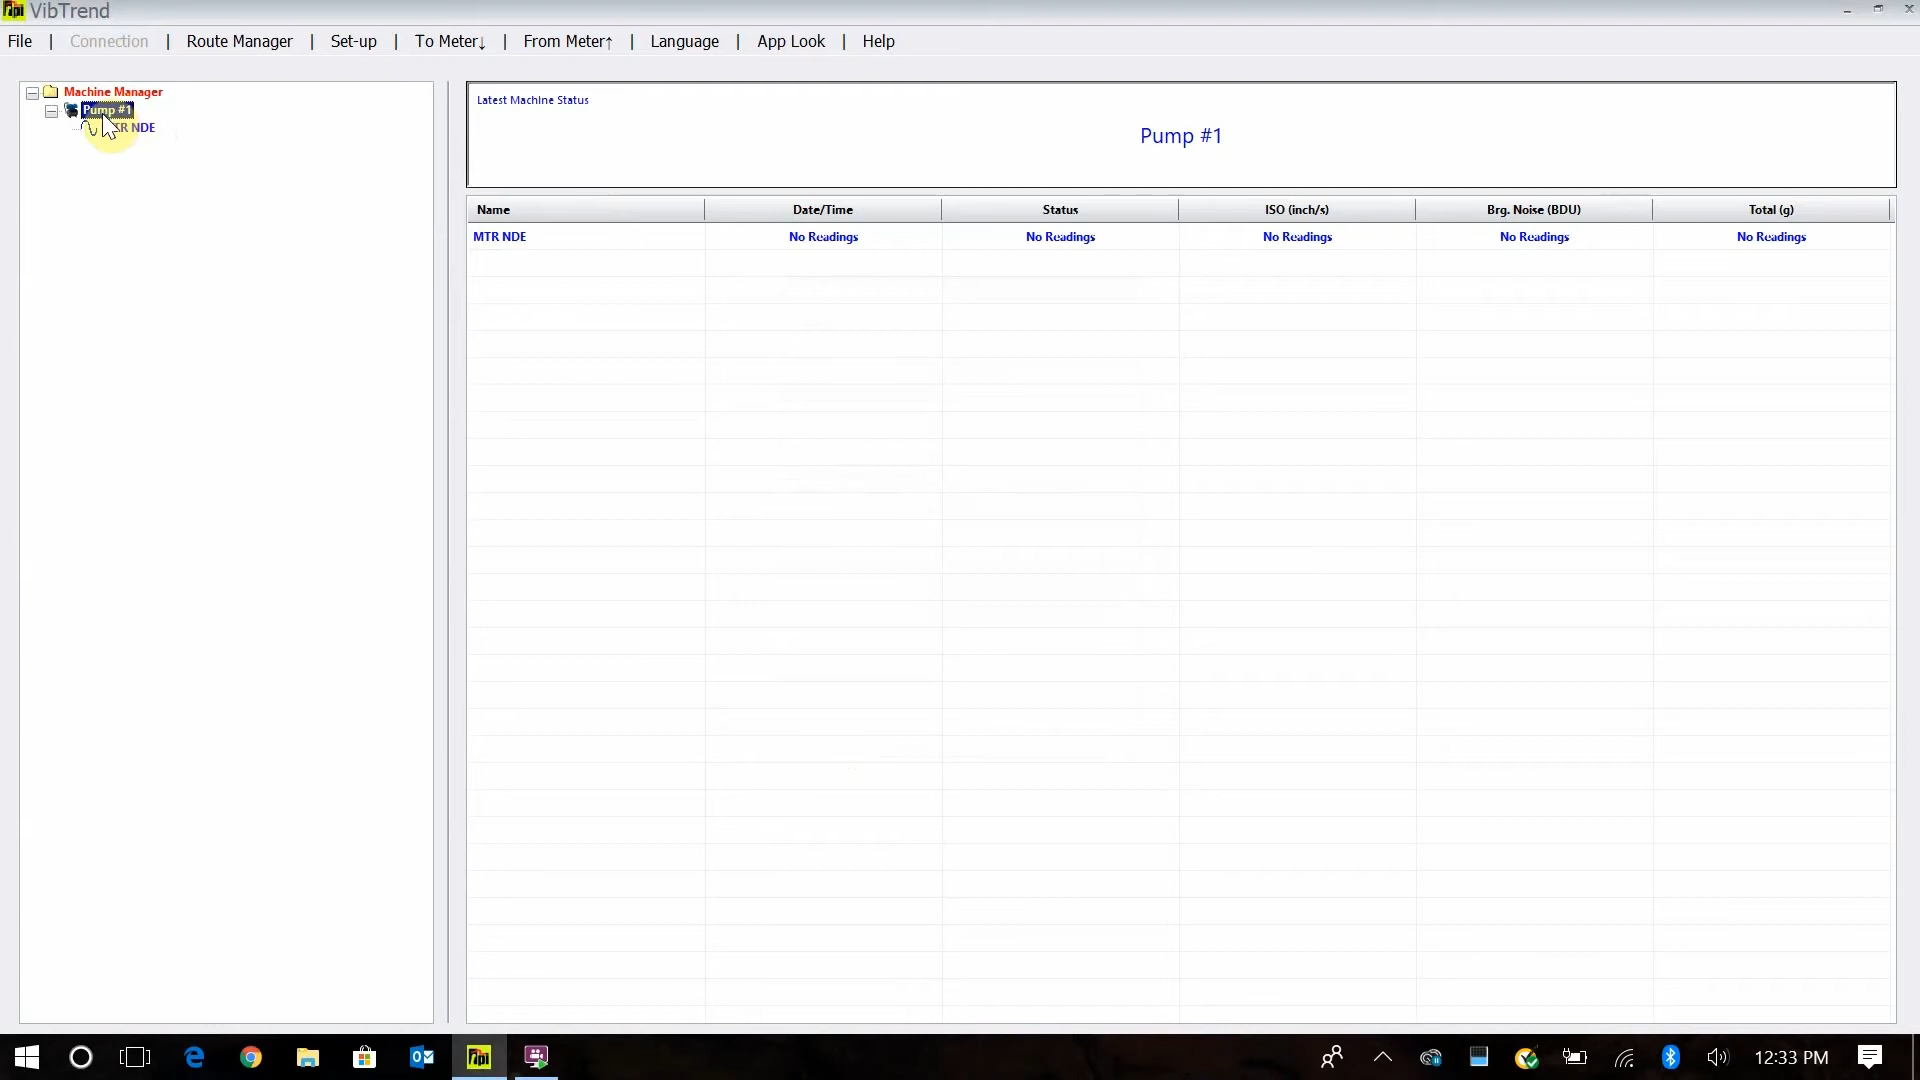 VibTrend
File | Connection | Route Manager | Set-up | To Meter↓ | From Meter↑ | Language | App Look | Help
Machine Manager
Pump #1
NDE
Latest Machine Status
Pump #1
Name Date/Time Status ISO (inch/s) Brg. Noise (BDU) Total (g)
MTR NDE No Readings No Readings No Readings No Readings No Readings
12:33 PM